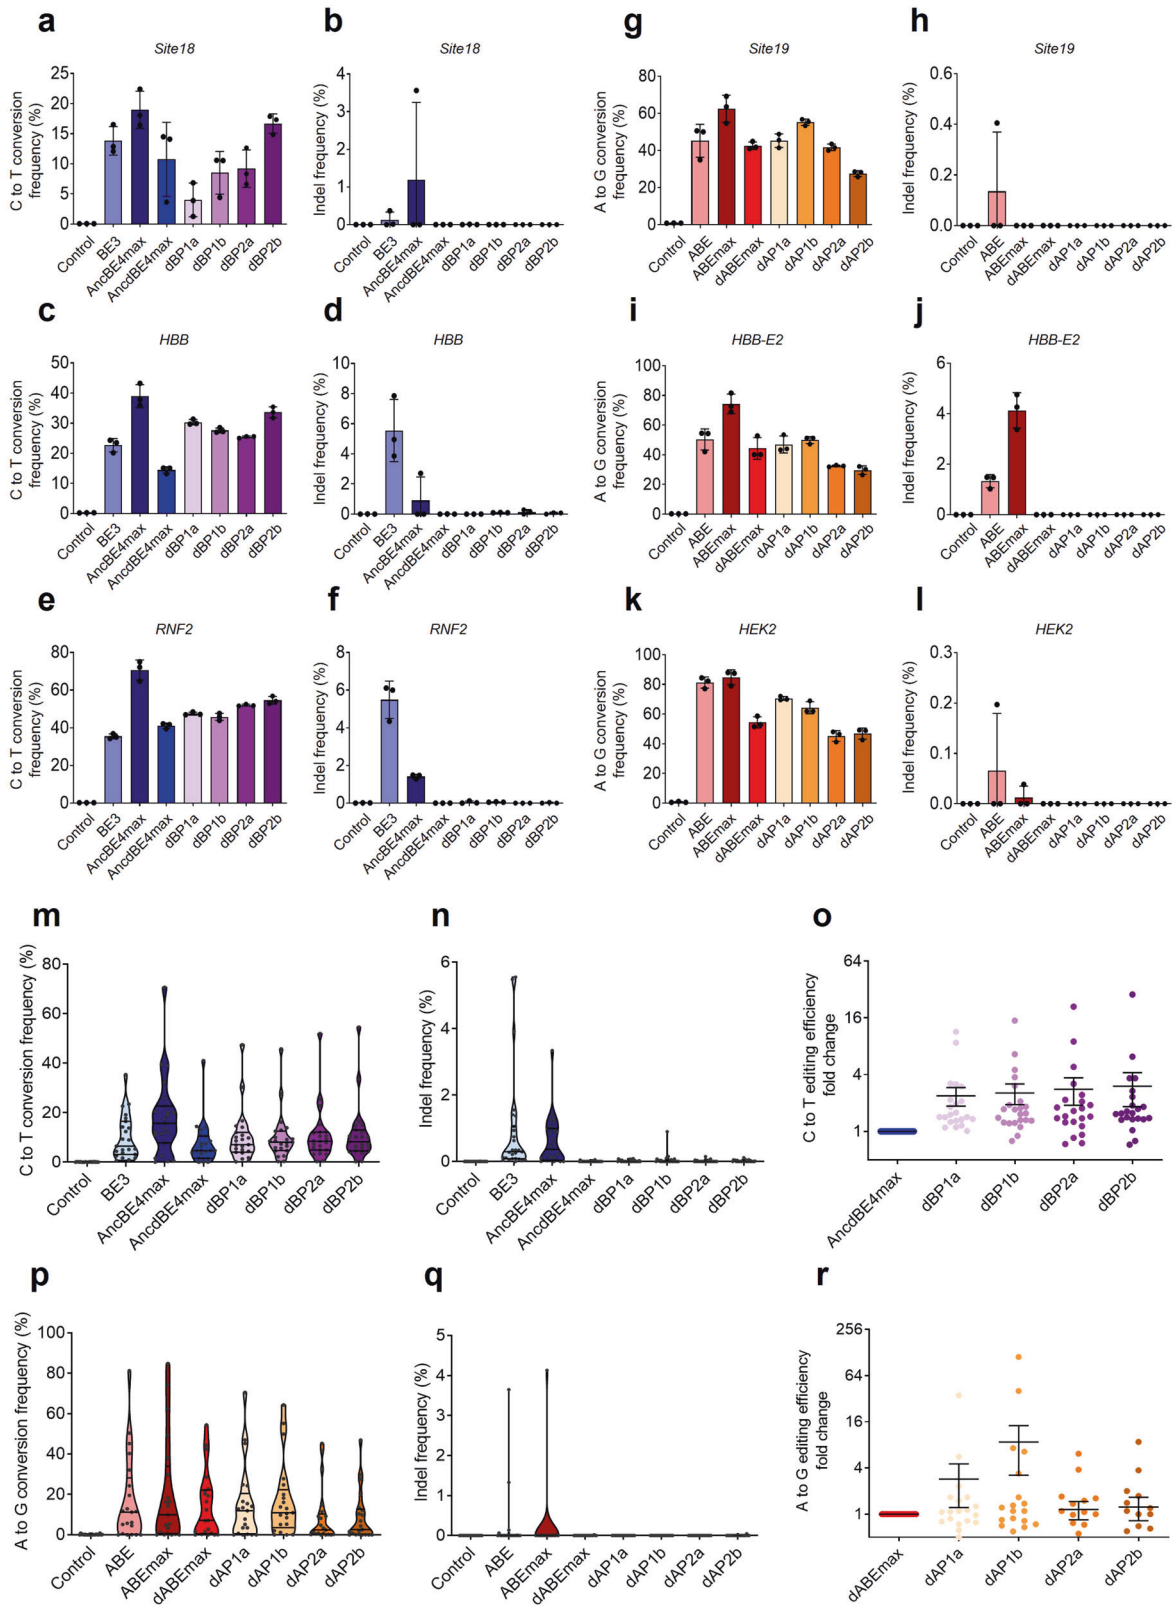 a
Site18
C to T conversion
frequency (%)
25
20
15
10
5
0
Control
BE3
AncBE4max
AncdBE4max
dBP1a
dBP1b
dBP2a
dBP2b
b
Site18
Indel frequency (%)
4
3
2
1
0
Control
BE3
AncBE4max
AncdBE4max
dBP1a
dBP1b
dBP2a
dBP2b
g
Site19
A to G conversion
frequency (%)
80
60
40
20
0
Control
ABE
ABEmax
dABEmax
dAP1a
dAP1b
dAP2a
dAP2b
h
Site19
Indel frequency (%)
0.6
0.4
0.2
0.0
Control
ABE
ABEmax
dABEmax
dAP1a
dAP1b
dAP2a
dAP2b
c
HBB
C to T conversion
frequency (%)
50
40
30
20
10
0
Control
BE3
AncBE4max
AncdBE4max
dBP1a
dBP1b
dBP2a
dBP2b
d
HBB
Indel frequency (%)
10
8
6
4
2
0
Control
BE3
AncBE4max
AncdBE4max
dBP1a
dBP1b
dBP2a
dBP2b
i
HBB-E2
A to G conversion
frequency (%)
100
80
60
40
20
0
Control
ABE
ABEmax
dABEmax
dAP1a
dAP1b
dAP2a
dAP2b
j
HBB-E2
Indel frequency (%)
6
4
2
0
Control
ABE
ABEmax
dABEmax
dAP1a
dAP1b
dAP2a
dAP2b
e
RNF2
C to T conversion
frequency (%)
80
60
40
20
0
Control
BE3
AncBE4max
AncdBE4max
dBP1a
dBP1b
dBP2a
dBP2b
f
RNF2
Indel frequency (%)
8
6
4
2
0
Control
BE3
AncBE4max
AncdBE4max
dBP1a
dBP1b
dBP2a
dBP2b
k
HEK2
A to G conversion
frequency (%)
100
80
60
40
20
0
Control
ABE
ABEmax
dABEmax
dAP1a
dAP1b
dAP2a
dAP2b
l
HEK2
Indel frequency (%)
0.3
0.2
0.1
0.0
Control
ABE
ABEmax
dABEmax
dAP1a
dAP1b
dAP2a
dAP2b
m
C to T conversion frequency (%)
80
60
40
20
0
Control
BE3
AncBE4max
AncdBE4max
dBP1a
dBP1b
dBP2a
dBP2b
n
Indel frequency (%)
6
4
2
0
Control
BE3
AncBE4max
AncdBE4max
dBP1a
dBP1b
dBP2a
dBP2b
o
C to T editing efficiency
fold change
64
16
4
1
AncdBE4max
dBP1a
dBP1b
dBP2a
dBP2b
p
A to G conversion frequency (%)
100
80
60
40
20
0
Control
ABE
ABEmax
dABEmax
dAP1a
dAP1b
dAP2a
dAP2b
q
Indel frequency (%)
5
4
3
2
1
0
Control
ABE
ABEmax
dABEmax
dAP1a
dAP1b
dAP2a
dAP2b
r
A to G editing efficiency
fold change
256
64
16
4
1
dABEmax
dAP1a
dAP1b
dAP2a
dAP2b